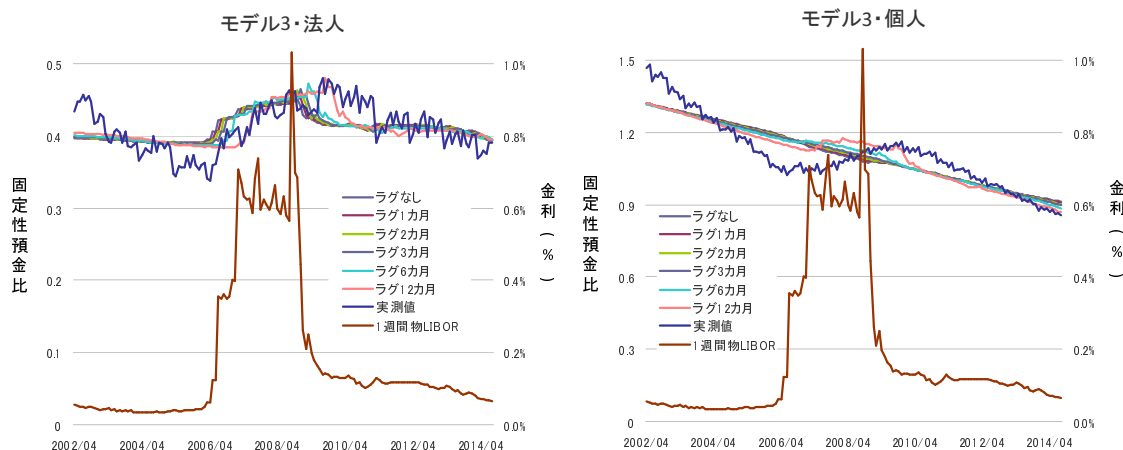 モデル3・法人
0.5
0.4
0.3
0.2
0.1
0
1.0%
0.8%
0.6%
0.4%
0.2%
0.0%
固定性預金比
金利(%)
ラグなし
ラグ1カ月
ラグ2カ月
ラグ3カ月
ラグ6カ月
ラグ12カ月
実測値
1週間物LIBOR
2002/04 2004/04 2006/04 2008/04 2010/04 2012/04 2014/04
モデル3・個人
1.5
1.2
0.9
0.6
0.3
0
1.0%
0.8%
0.6%
0.4%
0.2%
0.0%
固定性預金比
金利(%)
ラグなし
ラグ1カ月
ラグ2カ月
ラグ3カ月
ラグ6カ月
ラグ12カ月
実測値
1週間物LIBOR
2002/04 2004/04 2006/04 2008/04 2010/04 2012/04 2014/04